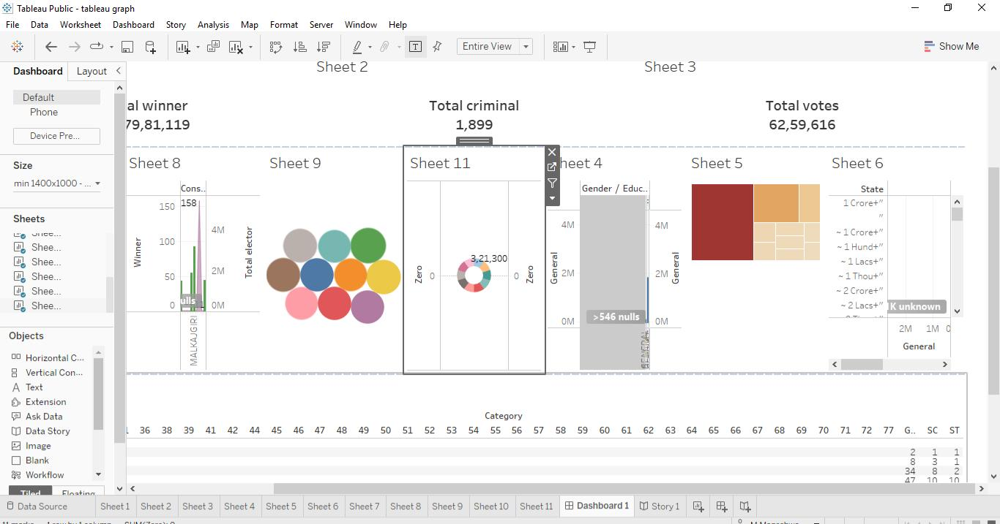 Tableau Public - tableau graph
File Data Worksheet Dashboard Story Analysis Map Format Server Window Help
Entire View
Show Me
Dashboard Layout
Default
Phone
Device Pre...
Size
min 1400x1000 - ...
Sheets
Shee...
Shee...
Shee...
Shee...
Shee...
Shee...
Objects
Horizontal C...
Vertical Con...
Text
Extension
Ask Data
Data Story
Image
Blank
Workflow
Tiled Floating
Sheet 2 Sheet 3
al winner Total criminal Total votes
79,81,119 1,899 62,59,616
Sheet 8
Cons..
158
150
100
50
0
Winner
4M
2M
0M
Total elector
ulls
MALKAJGIRI
Sheet 9
Sheet 11
3,21,300
Zero 0 0 Zero
heet 4
Gender / Educ..
4M 4M
2M 2M
0M 0M
General General
>546 nulls
Sheet 5
Sheet 6
State
1 Crore+"
"
~ 1 Crore+"
~ 1 Hund+"
~ 1 Lacs+"
~ 1 Thou+"
~ 2 Crore+"
~ 2 Lacs+"
K unknown
2M 1M 0
General
Category
36 38 39 41 42 44 45 46 47 48 49 50 51 52 53 54 55 56 57 58 59 60 61 62 63 64 65 66 67 68 69 70 71 72 77 G.. SC ST
2 1 1
8 3 1
34 8 2
47 10 10
Data Source Sheet 1 Sheet 2 Sheet 3 Sheet 4 Sheet 5 Sheet 6 Sheet 7 Sheet 8 Sheet 9 Sheet 10 Sheet 11 Dashboard 1 Story 1
11 marks 1 row by 1 column SUM(Zero): 0